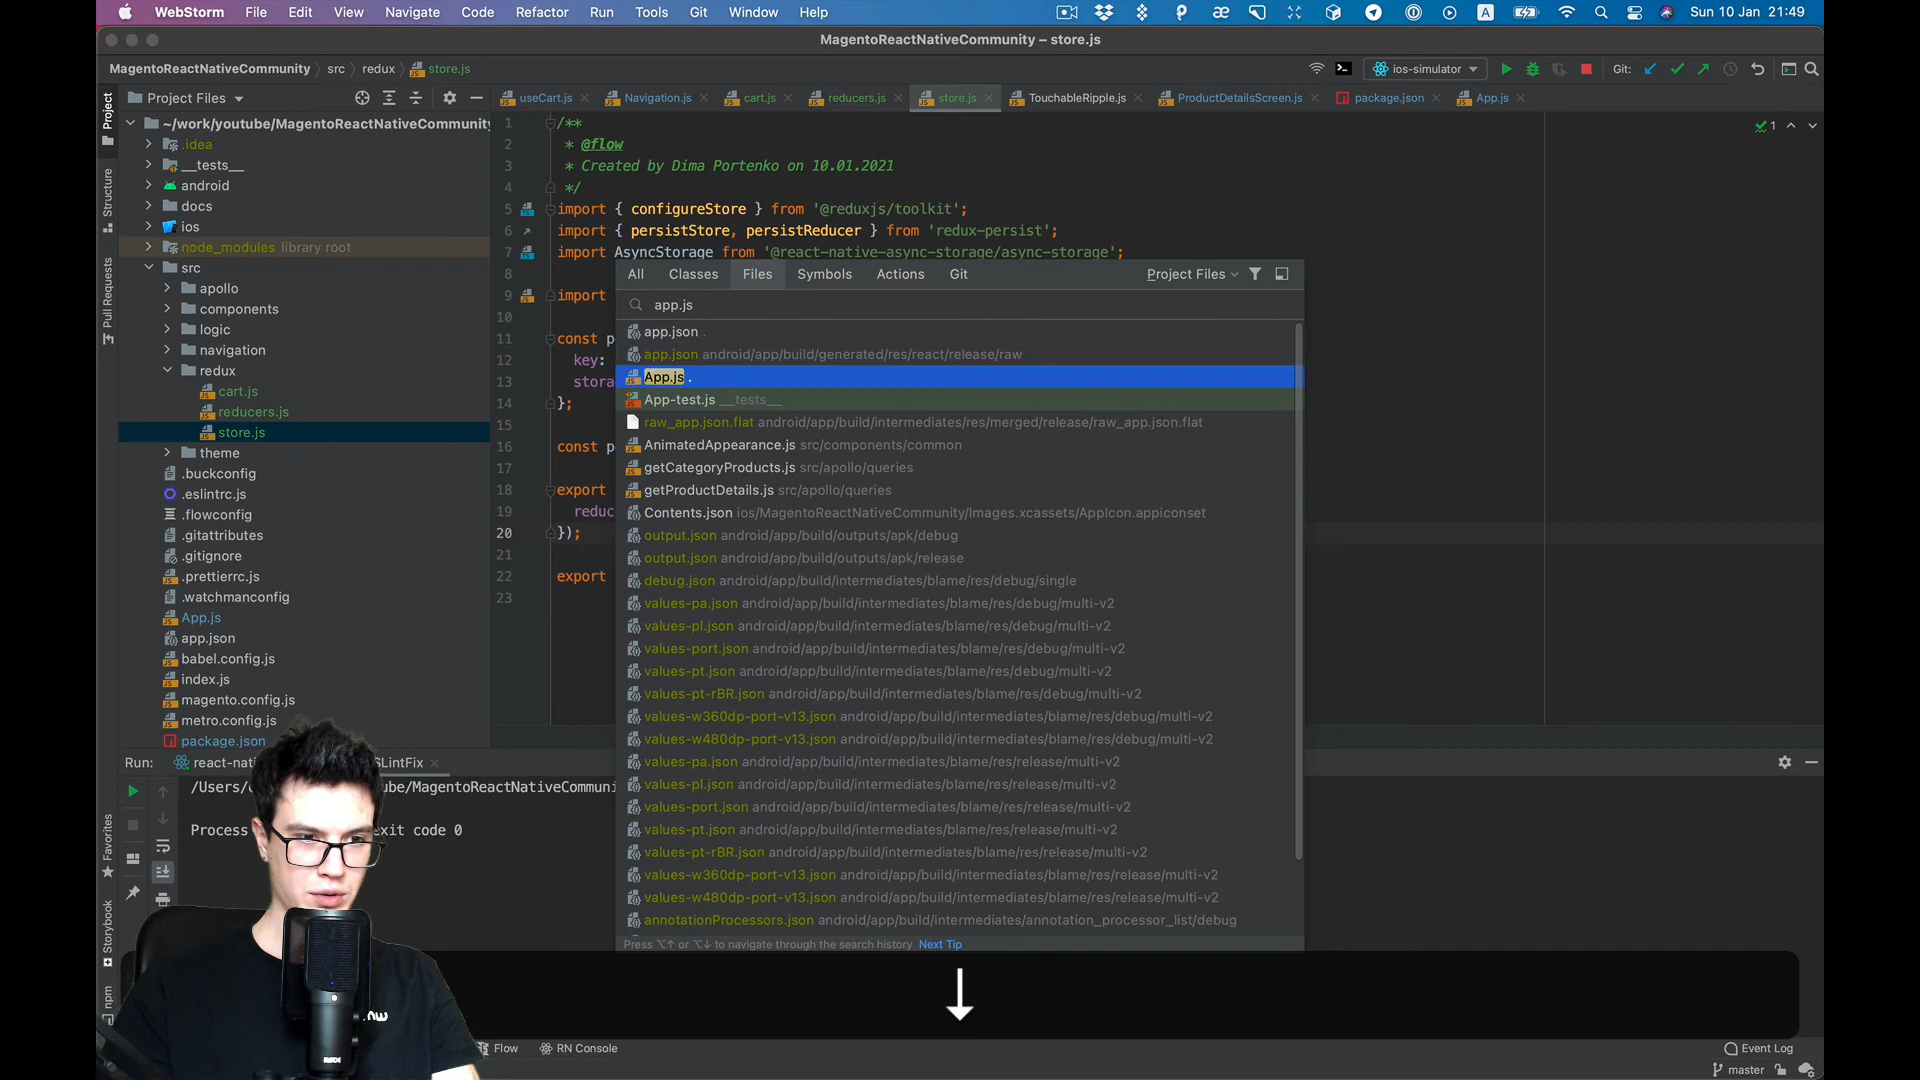 WebStorm File Edit View Navigate Code Refactor Run Tools Git Window Help Sun 10 Jan 21:49
MagentoReactNativeCommunity – store.js
MagentoReactNativeCommunity src redux store.js ios-simulator Git:
Project Files
useCart.js Navigation.js cart.js reducers.js store.js TouchableRipple.js ProductDetailsScreen.js package.json App.js
Project
Structure
Pull Requests
Favorites
Storybook
npm
~/work/youtube/MagentoReactNativeCommunity
.idea
__tests__
android
docs
ios
node_modules library root
src
apollo
components
logic
navigation
redux
cart.js
reducers.js
store.js
theme
.buckconfig
.eslintrc.js
.flowconfig
.gitattributes
.gitignore
.prettierrc.js
.watchmanconfig
App.js
app.json
babel.config.js
index.js
magento.config.js
metro.config.js
package.json
1 /**
2 * @flow
3 * Created by Dima Portenko on 10.01.2021
4 */
5 import { configureStore } from '@reduxjs/toolkit';
6 import { persistStore, persistReducer } from 'redux-persist';
7 import AsyncStorage from '@react-native-async-storage/async-storage';
8
9 import
10
11 const p
12 key:
13 stora
14 };
15
16 const p
17
18 export
19 reduc
20 });
21
22 export
23
1
All Classes Files Symbols Actions Git Project Files
app.js
app.json .
app.json android/app/build/generated/res/react/release/raw
App.js .
App-test.js __tests__
raw_app.json.flat android/app/build/intermediates/res/merged/release/raw_app.json.flat
AnimatedAppearance.js src/components/common
getCategoryProducts.js src/apollo/queries
getProductDetails.js src/apollo/queries
Contents.json ios/MagentoReactNativeCommunity/Images.xcassets/AppIcon.appiconset
output.json android/app/build/outputs/apk/debug
output.json android/app/build/outputs/apk/release
debug.json android/app/build/intermediates/blame/res/debug/single
values-pa.json android/app/build/intermediates/blame/res/debug/multi-v2
values-pl.json android/app/build/intermediates/blame/res/debug/multi-v2
values-port.json android/app/build/intermediates/blame/res/debug/multi-v2
values-pt.json android/app/build/intermediates/blame/res/debug/multi-v2
values-pt-rBR.json android/app/build/intermediates/blame/res/debug/multi-v2
values-w360dp-port-v13.json android/app/build/intermediates/blame/res/debug/multi-v2
values-w480dp-port-v13.json android/app/build/intermediates/blame/res/debug/multi-v2
values-pa.json android/app/build/intermediates/blame/res/release/multi-v2
values-pl.json android/app/build/intermediates/blame/res/release/multi-v2
values-port.json android/app/build/intermediates/blame/res/release/multi-v2
values-pt.json android/app/build/intermediates/blame/res/release/multi-v2
values-pt-rBR.json android/app/build/intermediates/blame/res/release/multi-v2
values-w360dp-port-v13.json android/app/build/intermediates/blame/res/release/multi-v2
values-w480dp-port-v13.json android/app/build/intermediates/blame/res/release/multi-v2
annotationProcessors.json android/app/build/intermediates/annotation_processor_list/debug
Press ⌥↑ or ⌥↓ to navigate through the search history Next Tip
Run: react-nati SLintFix
/Users/ ube/MagentoReactNativeCommuni
Process exit code 0
RØDE
Flow RN Console Event Log
master